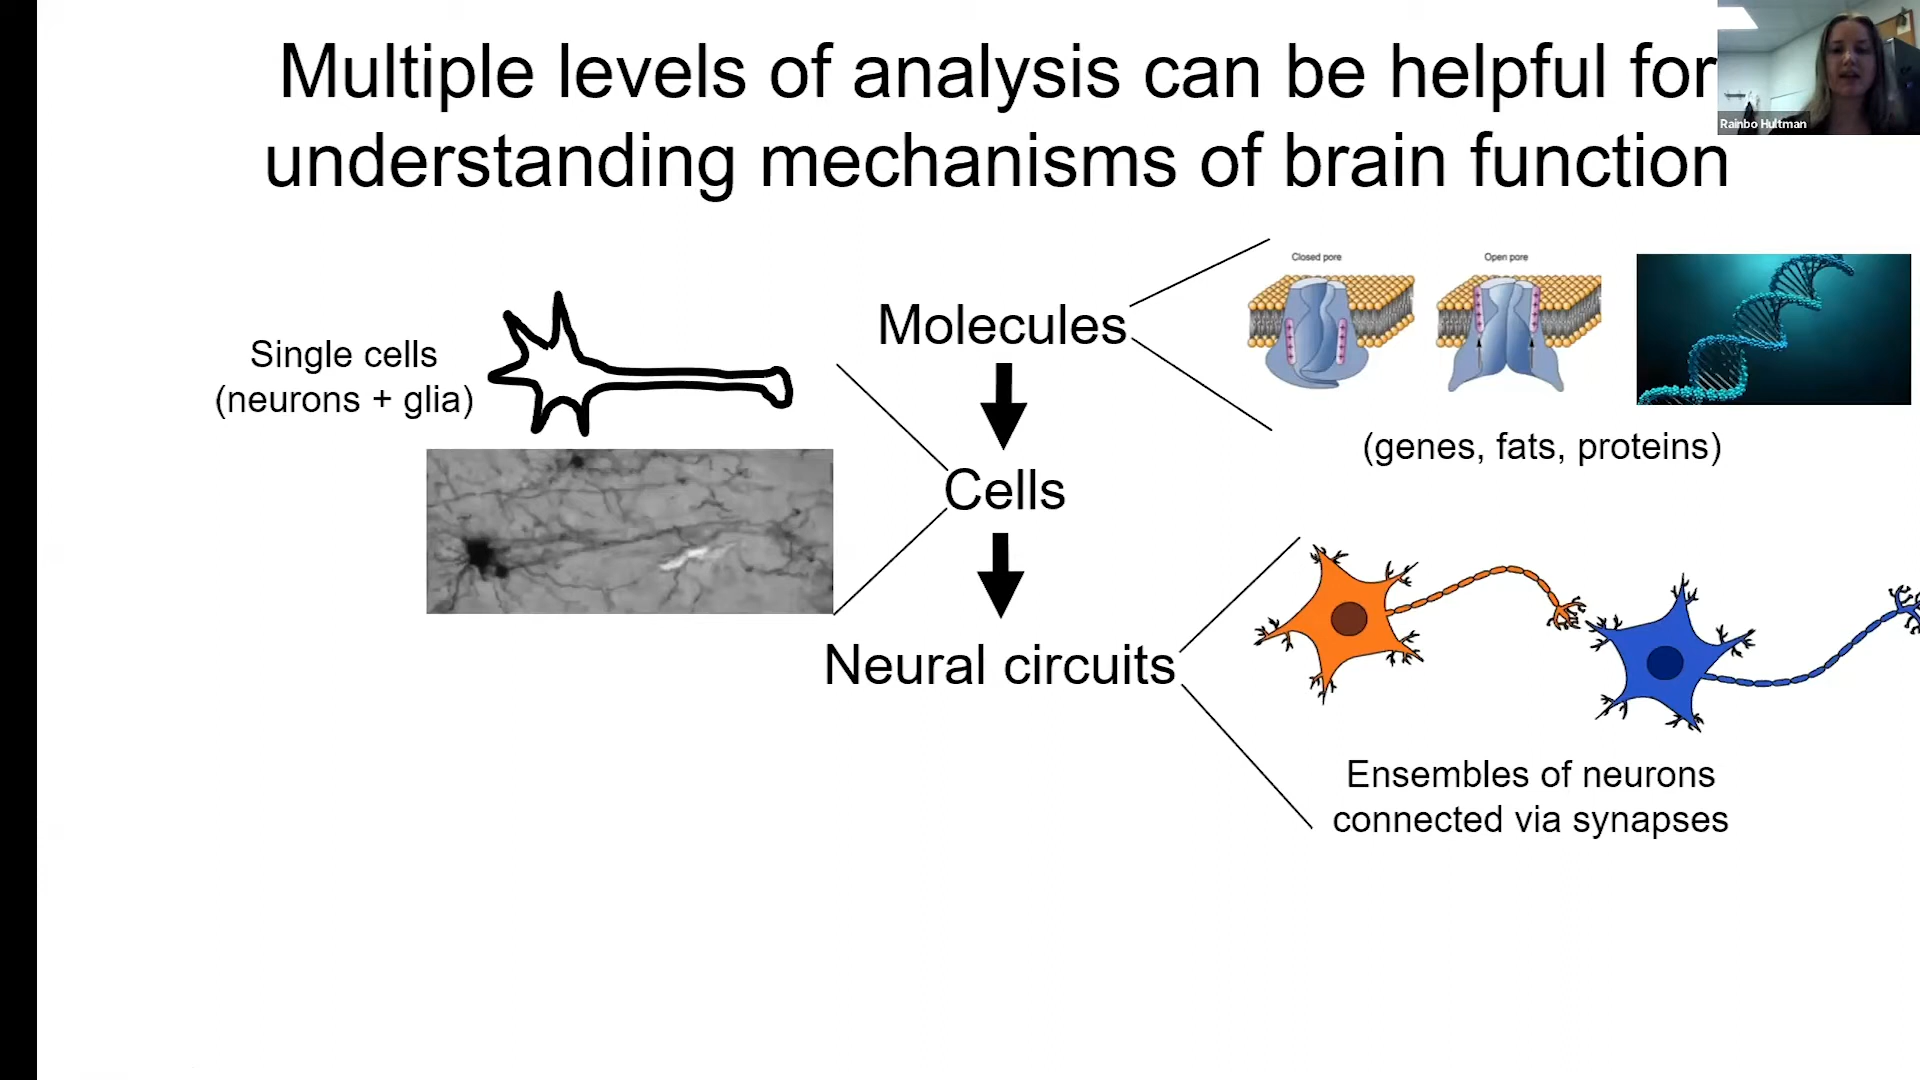 Multiple levels of analysis can be helpful for
understanding mechanisms of brain function
Rainbo Hultman
Closed pore
Open pore
Molecules
Single cells
(neurons + glia)
(genes, fats, proteins)
Cells
Neural circuits
Ensembles of neurons
connected via synapses